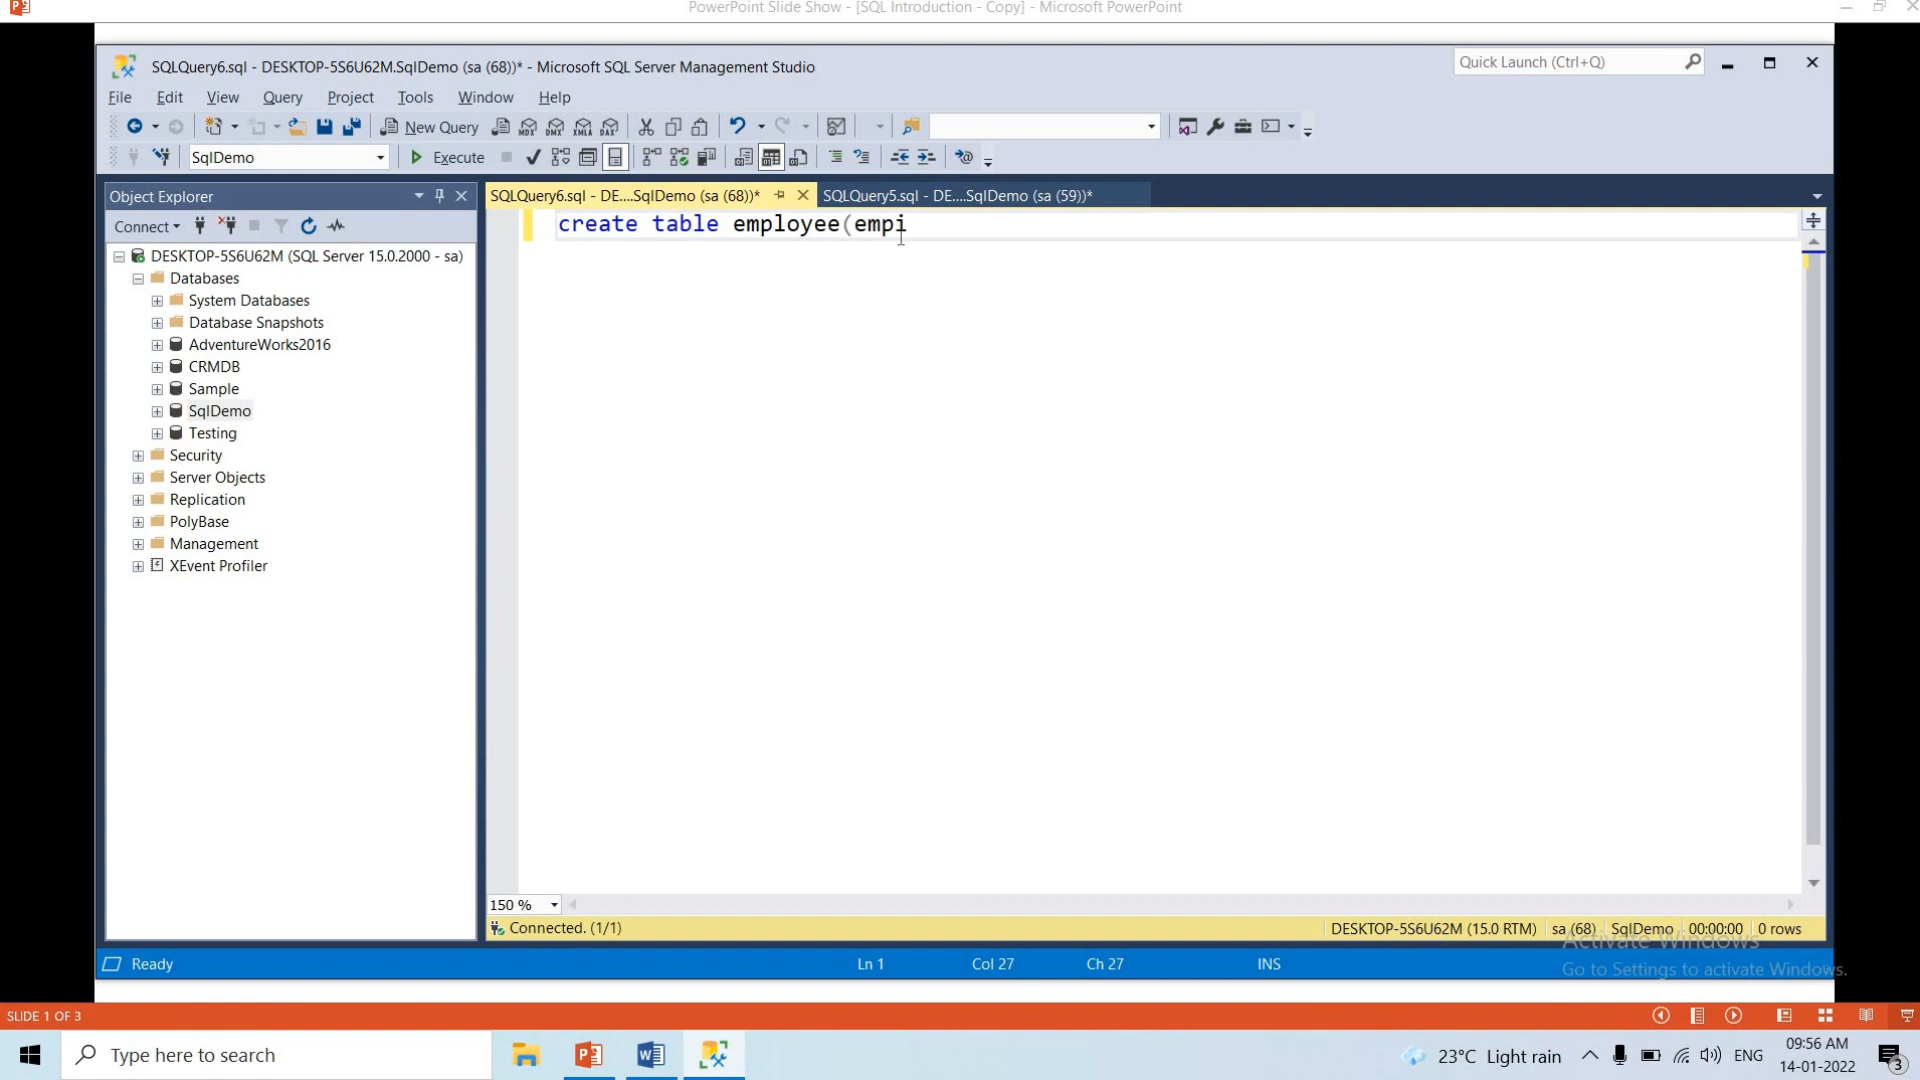 PowerPoint Slide Show - [SQL Introduction - Copy] - Microsoft PowerPoint
SQLQuery6.sql - DESKTOP-5S6U62M.SqlDemo (sa (68))* - Microsoft SQL Server Management Studio
Quick Launch (Ctrl+Q)
File Edit View Query Project Tools Window Help
New Query MDX DMX XMLA DAX
SqlDemo Execute
Object Explorer
SQLQuery6.sql - DE....SqlDemo (sa (68))* SQLQuery5.sql - DE....SqlDemo (sa (59))*
Connect
create table employee(empi
DESKTOP-5S6U62M (SQL Server 15.0.2000 - sa)
Databases
System Databases
Database Snapshots
AdventureWorks2016
CRMDB
Sample
SqlDemo
Testing
Security
Server Objects
Replication
PolyBase
Management
XEvent Profiler
150 %
Connected. (1/1) DESKTOP-5S6U62M (15.0 RTM) sa (68) SqlDemo 00:00:00 0 rows
Activate Windows
Ready Ln 1 Col 27 Ch 27 INS
Go to Settings to activate Windows.
SLIDE 1 OF 3
Type here to search
23°C Light rain ENG
09:56 AM
14-01-2022
3